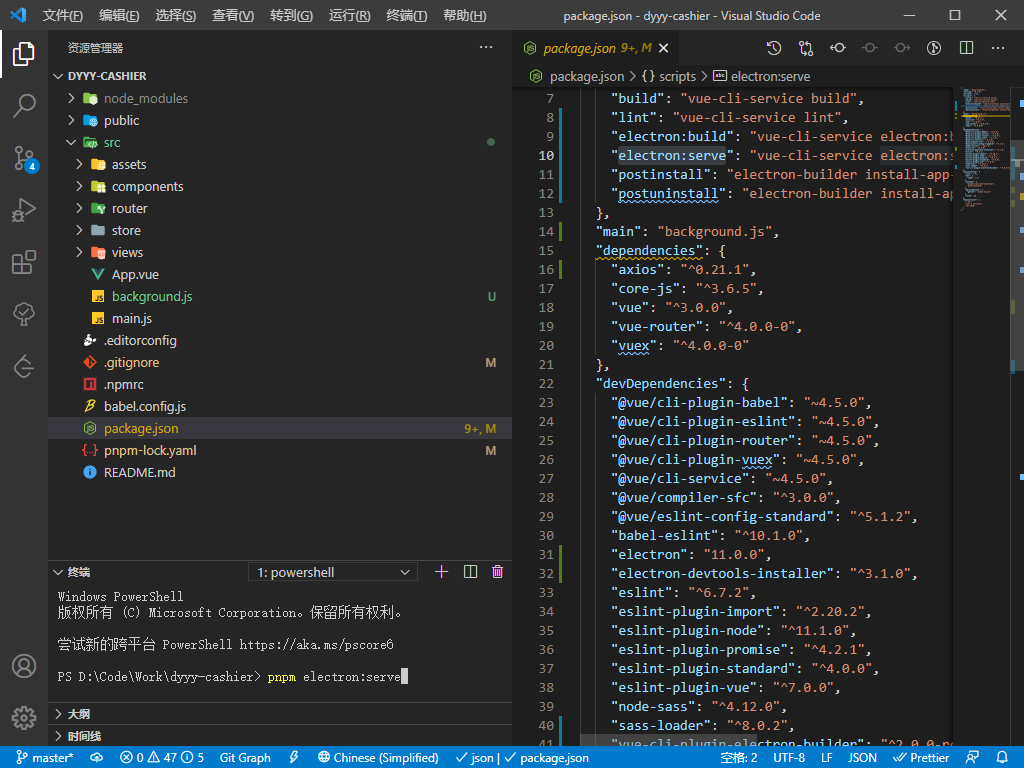 文件(F) 编辑(E) 选择(S) 查看(V) 转到(G) 运行(R) 终端(T) 帮助(H) package.json - dyyy-cashier - Visual Studio Code
资源管理器
DYYY-CASHIER
node_modules
public
src
assets
components
router
store
views
App.vue
background.js U
main.js
.editorconfig
.gitignore M
.npmrc
babel.config.js
package.json 9+, M
pnpm-lock.yaml M
README.md
4
终端 1: powershell
Windows PowerShell
版权所有 (C) Microsoft Corporation。保留所有权利。
尝试新的跨平台 PowerShell https://aka.ms/pscore6
PS D:\Code\Work\dyyy-cashier> pnpm electron:serve
大纲
时间线
package.json 9+, M
package.json > {} scripts > abc electron:serve
7 "build": "vue-cli-service build",
8 "lint": "vue-cli-service lint",
9 "electron:build": "vue-cli-service electron:b
10 "electron:serve": "vue-cli-service electron:s
11 "postinstall": "electron-builder install-app-
12 "postuninstall": "electron-builder install-ap
13 },
14 "main": "background.js",
15 "dependencies": {
16 "axios": "^0.21.1",
17 "core-js": "^3.6.5",
18 "vue": "^3.0.0",
19 "vue-router": "^4.0.0-0",
20 "vuex": "^4.0.0-0"
21 },
22 "devDependencies": {
23 "@vue/cli-plugin-babel": "~4.5.0",
24 "@vue/cli-plugin-eslint": "~4.5.0",
25 "@vue/cli-plugin-router": "~4.5.0",
26 "@vue/cli-plugin-vuex": "~4.5.0",
27 "@vue/cli-service": "~4.5.0",
28 "@vue/compiler-sfc": "^3.0.0",
29 "@vue/eslint-config-standard": "^5.1.2",
30 "babel-eslint": "^10.1.0",
31 "electron": "11.0.0",
32 "electron-devtools-installer": "^3.1.0",
33 "eslint": "^6.7.2",
34 "eslint-plugin-import": "^2.20.2",
35 "eslint-plugin-node": "^11.1.0",
36 "eslint-plugin-promise": "^4.2.1",
37 "eslint-plugin-standard": "^4.0.0",
38 "eslint-plugin-vue": "^7.0.0",
39 "node-sass": "^4.12.0",
40 "sass-loader": "^8.0.2",
41 "vue-cli-plugin-electron-builder": "^2.0.0-r
master* 0 47 5 Git Graph Chinese (Simplified) json | package.json 空格: 2 UTF-8 LF JSON Prettier